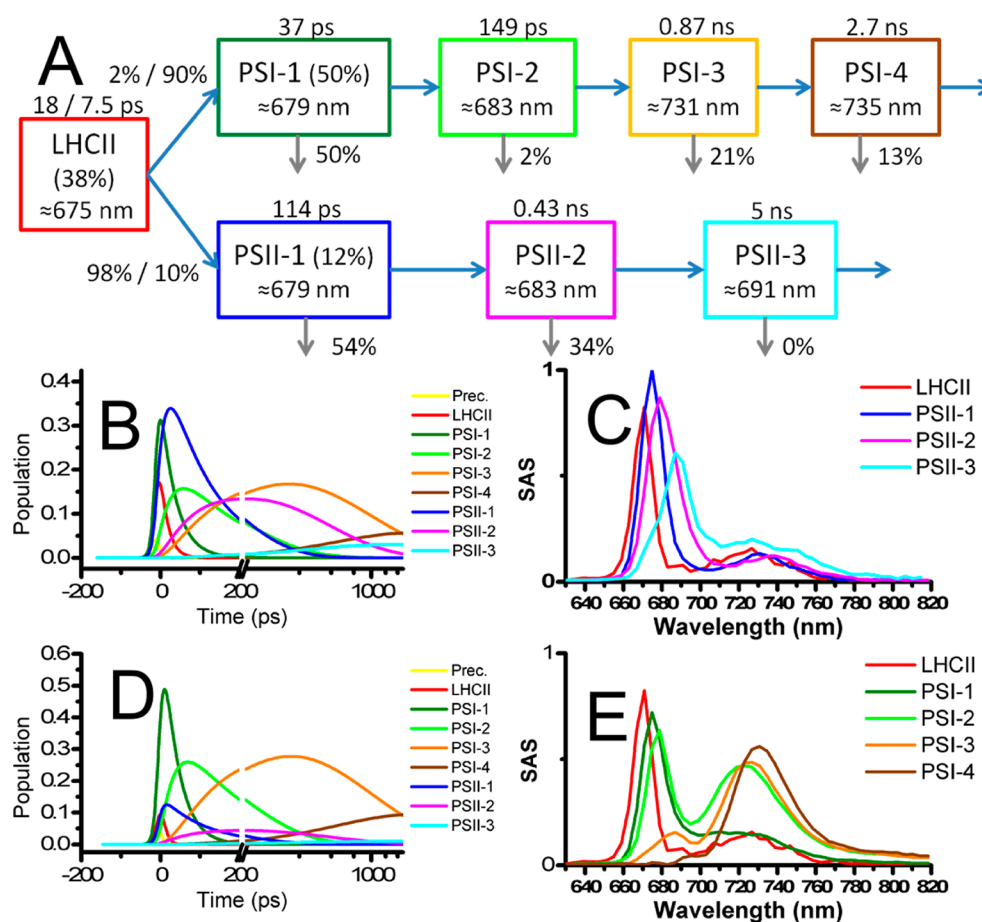 A
37 ps
149 ps
0.87 ns
2.7 ns
2% / 90%
PSI-1 (50%)
≈679 nm
PSI-2
≈683 nm
PSI-3
≈731 nm
PSI-4
≈735 nm
18 / 7.5 ps
LHCII
(38%)
≈675 nm
50%
2%
21%
13%
114 ps
0.43 ns
5 ns
98% / 10%
PSII-1 (12%)
≈679 nm
PSII-2
≈683 nm
PSII-3
≈691 nm
54%
34%
0%
B
Population
0.4
0.3
0.2
0.1
0.0
-200
0
200
1000
Time (ps)
Prec.
LHCII
PSI-1
PSI-2
PSI-3
PSI-4
PSII-1
PSII-2
PSII-3
C
SAS
1
0
640 660 680 700 720 740 760 780 800 820
Wavelength (nm)
LHCII
PSII-1
PSII-2
PSII-3
D
Population
0.6
0.5
0.4
0.3
0.2
0.1
0.0
-200
0
200
1000
Time (ps)
Prec.
LHCII
PSI-1
PSI-2
PSI-3
PSI-4
PSII-1
PSII-2
PSII-3
E
SAS
1
0
640 660 680 700 720 740 760 780 800 820
Wavelength (nm)
LHCII
PSI-1
PSI-2
PSI-3
PSI-4